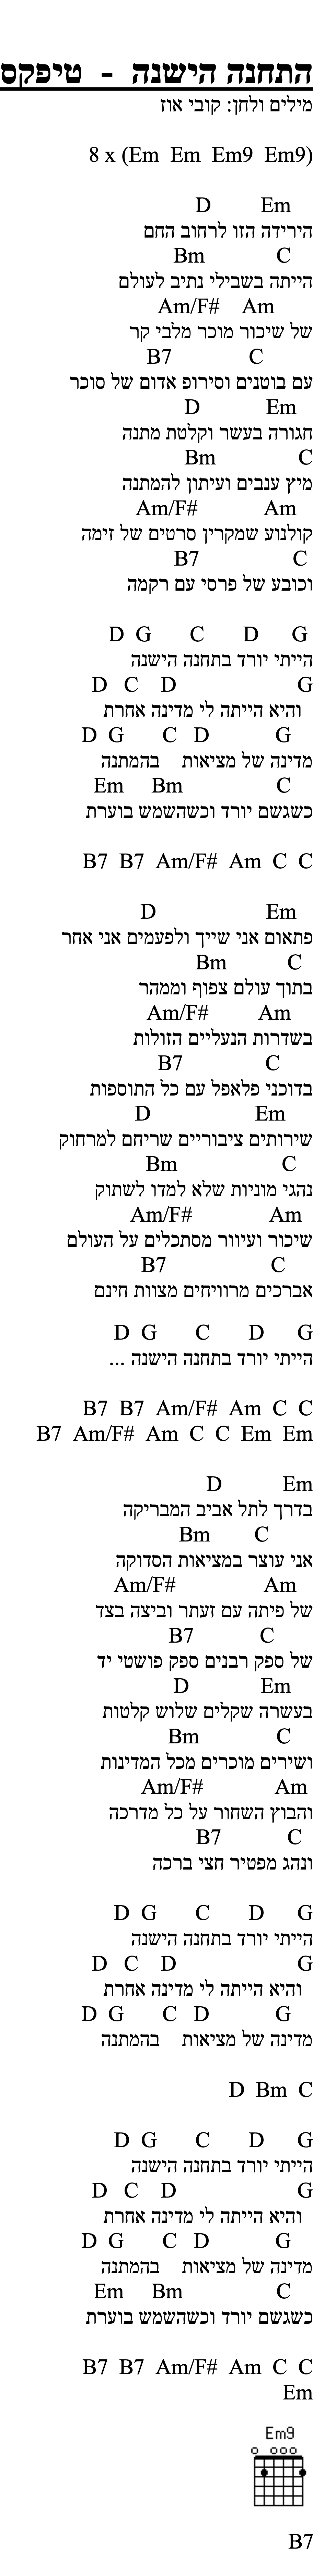 התחנה הישנה - טיפקס
מילים ולחן: קובי אוז
8 x (Em Em Em9 Em9)
D Em
הירידה הזו לרחוב החם
Bm C
הייתה בשבילי נתיב לעולם
Am/F# Am
של שיכור מוכר מלבי קר
B7 C
עם בוטנים וסירופ אדום של סוכר
D Em
חגורה בעשר וקלטת מתנה
Bm C
מיץ ענבים ועיתון להמתנה
Am/F# Am
קולנוע שמקרין סרטים של זימה
B7 C
וכובע של פרסי עם רקמה
D G C D G
הייתי יורד בתחנה הישנה
D C D G
והיא הייתה לי מדינה אחרת
D G C D G
מדינה של מציאות בהמתנה
Em Bm C
כשגשם יורד וכשהשמש בוערת
B7 B7 Am/F# Am C C
D Em
פתאום אני שייך ולפעמים אני אחר
Bm C
בתוך עולם צפוף וממהר
Am/F# Am
בשדרות הנעליים הזולות
B7 C
בדוכני פלאפל עם כל התוספות
D Em
שירותים ציבוריים שריחם למרחוק
Bm C
נהגי מוניות שלא למדו לשתוק
Am/F# Am
שיכור ועיוור מסתכלים על העולם
B7 C
אברכים מרוויחים מצוות חינם
D G C D G
הייתי יורד בתחנה הישנה ...
B7 B7 Am/F# Am C C
B7 Am/F# Am C C Em Em
D Em
בדרך לתל אביב המבריקה
Bm C
אני עוצר במציאות הסדוקה
Am/F# Am
של פיתה עם זעתר וביצה בצד
B7 C
של ספק רבנים ספק פושטי יד
D Em
בעשרה שקלים שלוש קלטות
Bm C
ושירים מוכרים מכל המדינות
Am/F# Am
והבוץ השחור על כל מדרכה
B7 C
ונהג מפטיר חצי ברכה
D G C D G
הייתי יורד בתחנה הישנה
D C D G
והיא הייתה לי מדינה אחרת
D G C D G
מדינה של מציאות בהמתנה
D Bm C
D G C D G
הייתי יורד בתחנה הישנה
D C D G
והיא הייתה לי מדינה אחרת
D G C D G
מדינה של מציאות בהמתנה
Em Bm C
כשגשם יורד וכשהשמש בוערת
B7 B7 Am/F# Am C C
Em
Em9
B7